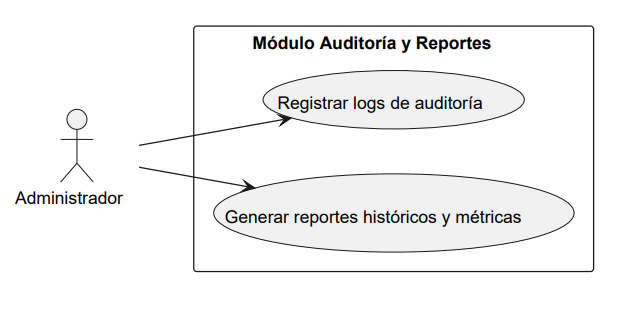 Módulo Auditoría y Reportes
Registrar logs de auditoría
Administrador
Generar reportes históricos y métricas